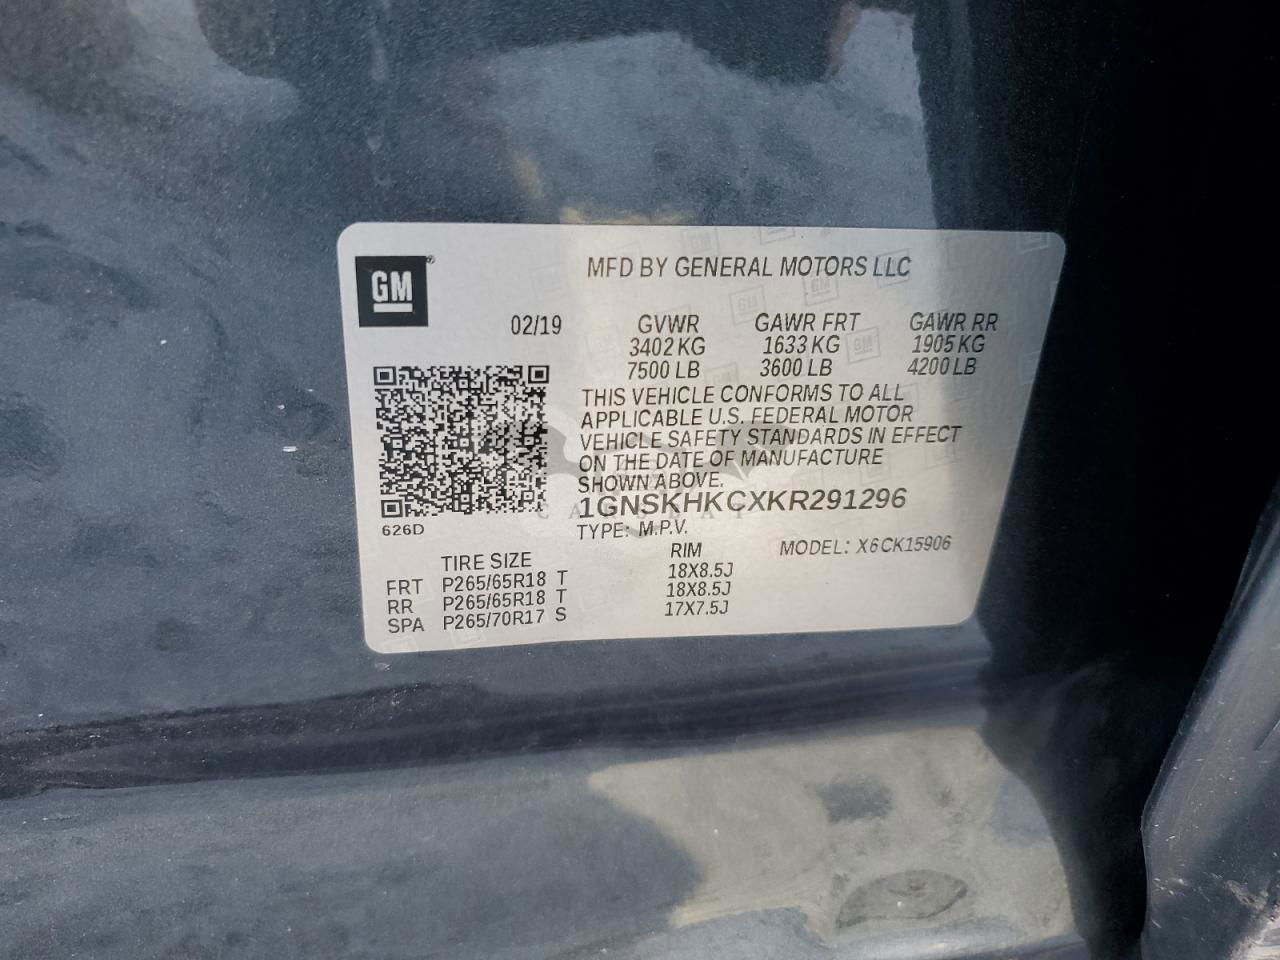 GM
MFD BY GENERAL MOTORS LLC
02/19 GVWR GAWR FRT GAWR RR
3402 KG 1633 KG 1905 KG
7500 LB 3600 LB 4200 LB
THIS VEHICLE CONFORMS TO ALL
APPLICABLE U.S. FEDERAL MOTOR
VEHICLE SAFETY STANDARDS IN EFFECT
ON THE DATE OF MANUFACTURE
SHOWN ABOVE.
1GNSKHKCXKR291296
626D
TYPE: M.P.V.
MODEL: X6CK15906
TIRE SIZE RIM
FRT P265/65R18 T 18X8.5J
RR P265/65R18 T 18X8.5J
SPA P265/70R17 S 17X7.5J